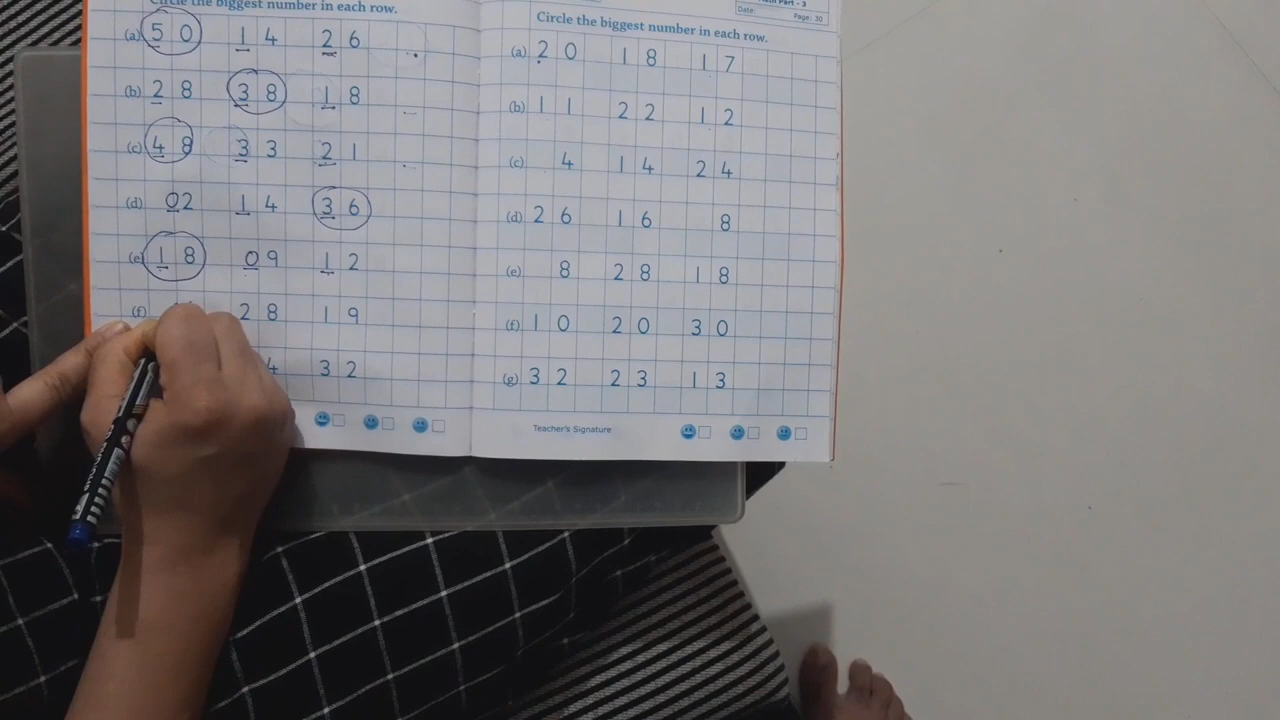 Circle the biggest number in each row.
(a) 50 14 26
(b) 28 38 18
(c) 48 33 21
(d) 02 14 36
(e) 18 09 12
(f) 28 19
4 32
Part - 3
Date:
Page: 30
Circle the biggest number in each row.
(a) 20 18 17
(b) 11 22 12
(c) 4 14 24
(d) 26 16 8
(e) 8 28 18
(f) 10 20 30
(g) 32 23 13
Teacher's Signature